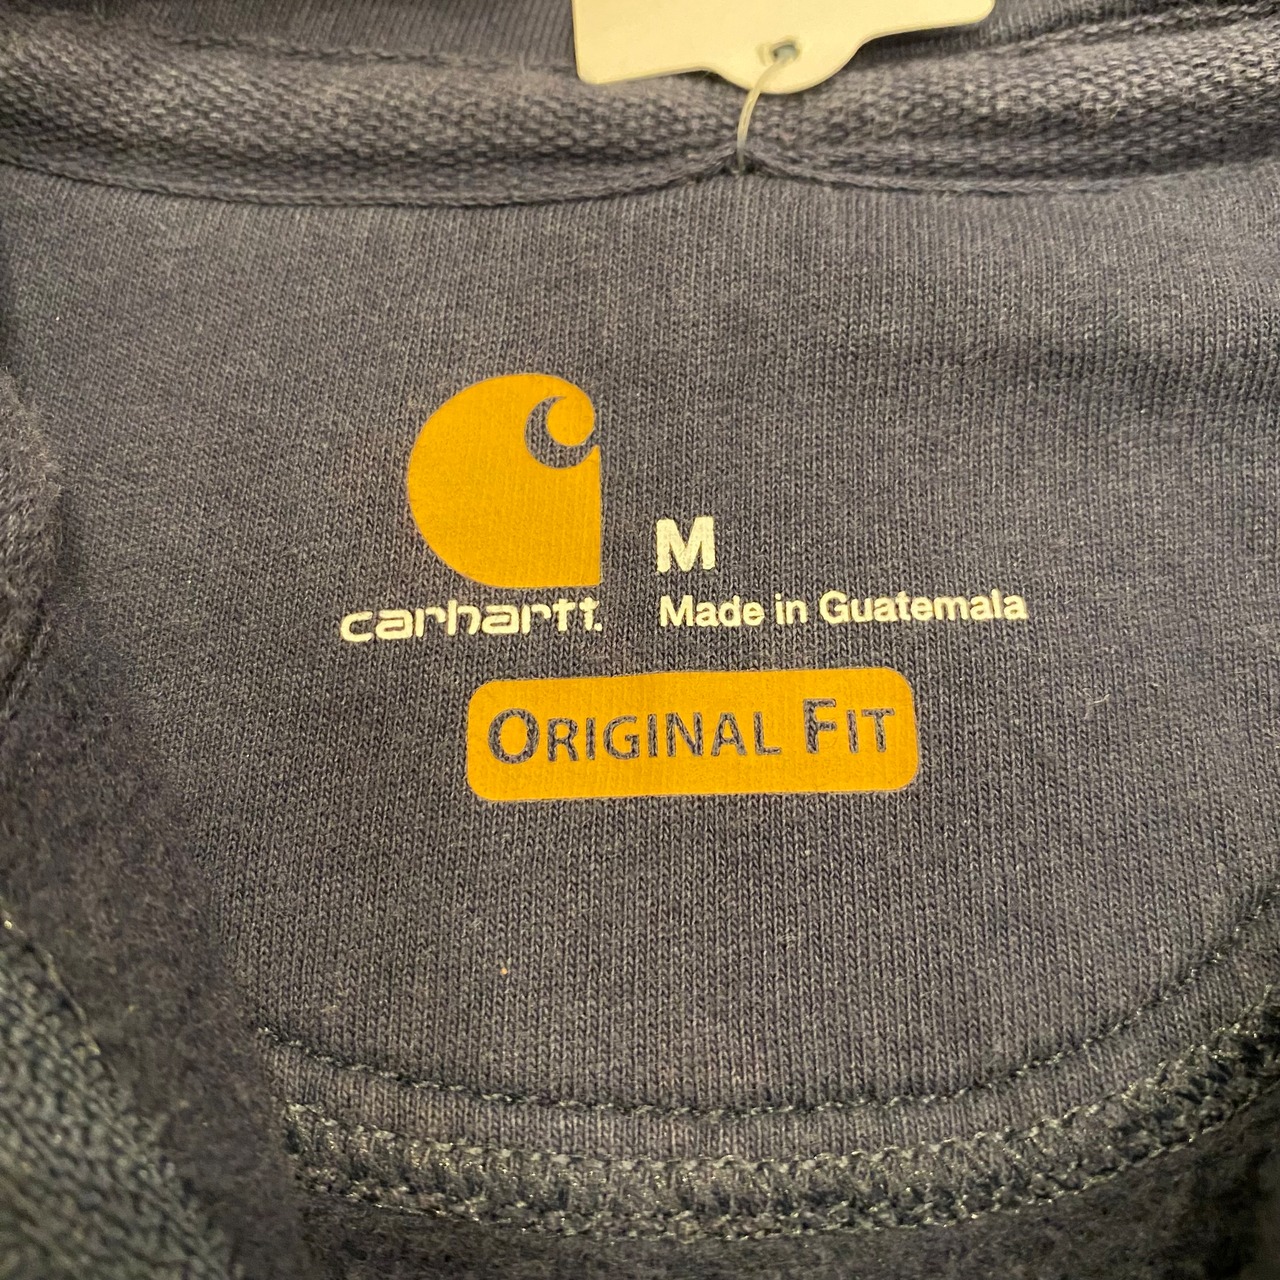 M
carhartt.
Made in Guatemala
ORIGINAL FIT